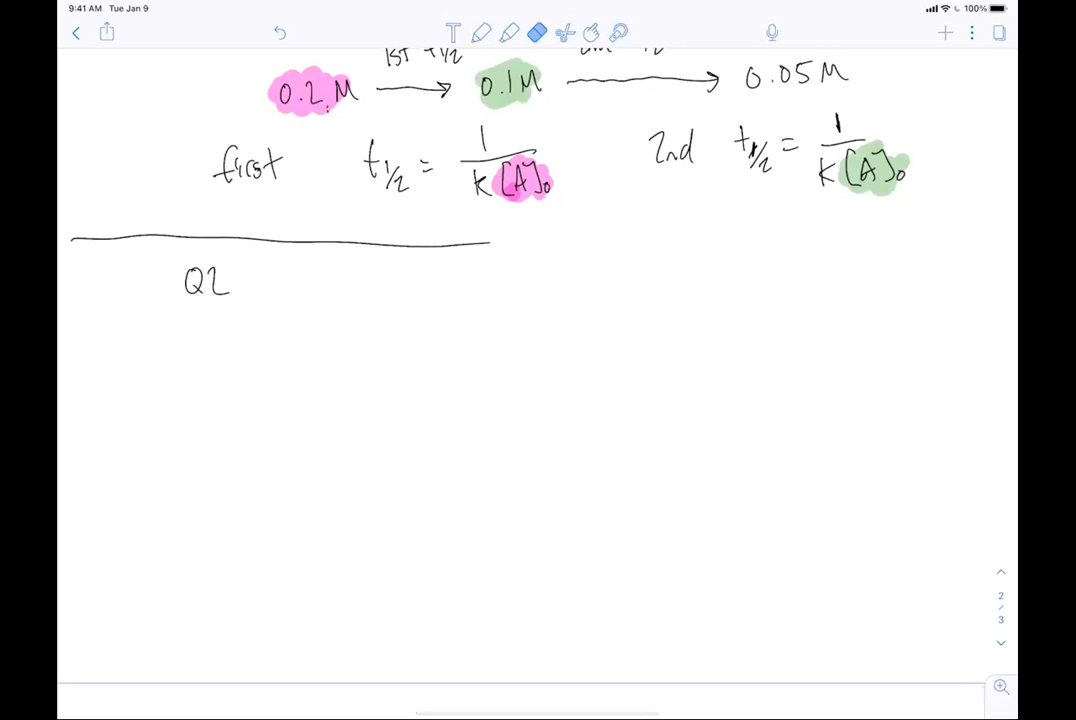 9:41 AM Tue Jan 9
100%
T
1st t1/2
0.2 M → 0.1M → 0.05 M
first t1/2 = 1/K[A]0 2nd t1/2 = 1/K[A]0
Q2
2
/
3